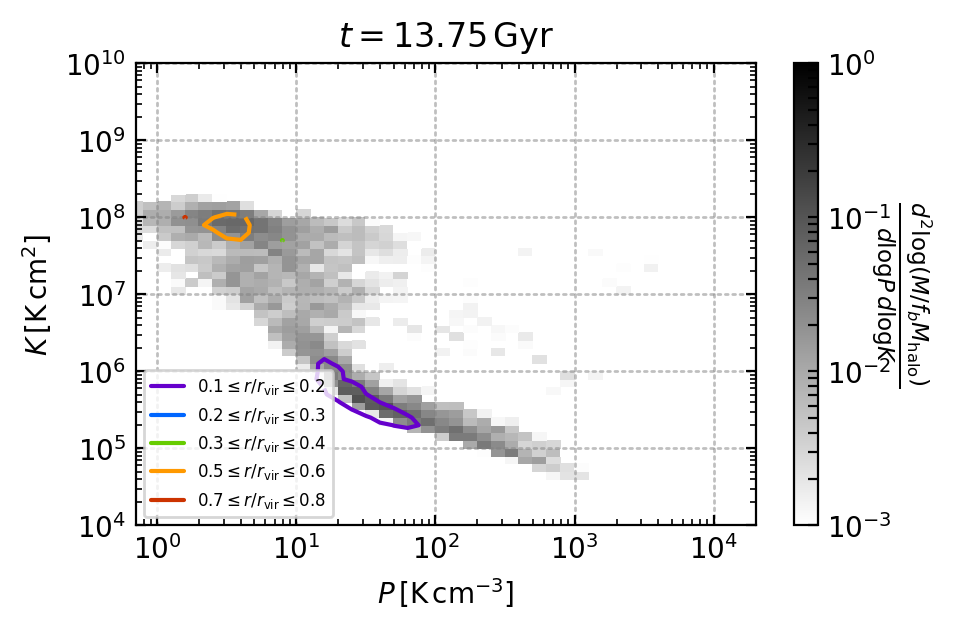 t = 13.75 Gyr
10^10
10^9
10^8
10^7
10^6
10^5
10^4
K [K cm^2]
0.1 ≤ r/r_vir ≤ 0.2
0.2 ≤ r/r_vir ≤ 0.3
0.3 ≤ r/r_vir ≤ 0.4
0.5 ≤ r/r_vir ≤ 0.6
0.7 ≤ r/r_vir ≤ 0.8
10^0
10^1
10^2
10^3
10^4
P [K cm^−3]
10^0
10^−1
10^−2
10^−3
d^2 log(M/f_b M_halo)
dlogP dlogK